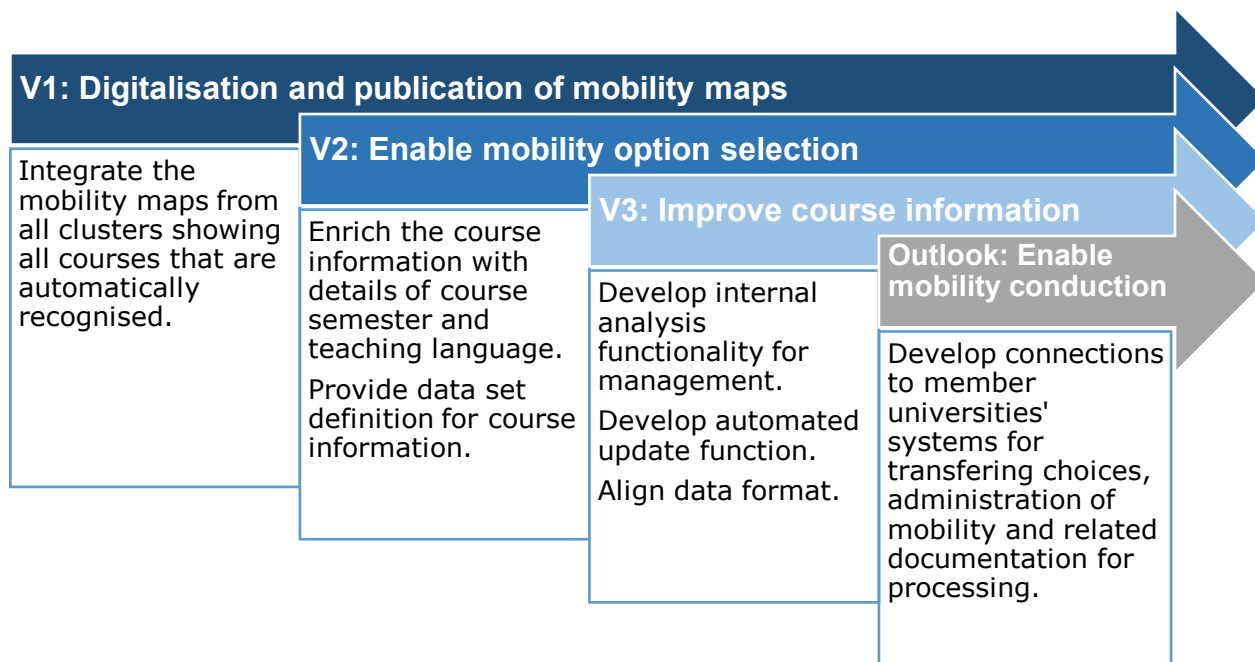 V1: Digitalisation and publication of mobility maps
Integrate the
mobility maps from
all clusters showing
all courses that are
automatically
recognised.
V2: Enable mobility option selection
Enrich the course
information with
details of course
semester and
teaching language.
Provide data set
definition for course
information.
V3: Improve course information
Develop internal
analysis
functionality for
management.
Develop automated
update function.
Align data format.
Outlook: Enable
mobility conduction
Develop connections
to member
universities'
systems for
transfering choices,
administration of
mobility and related
documentation for
processing.